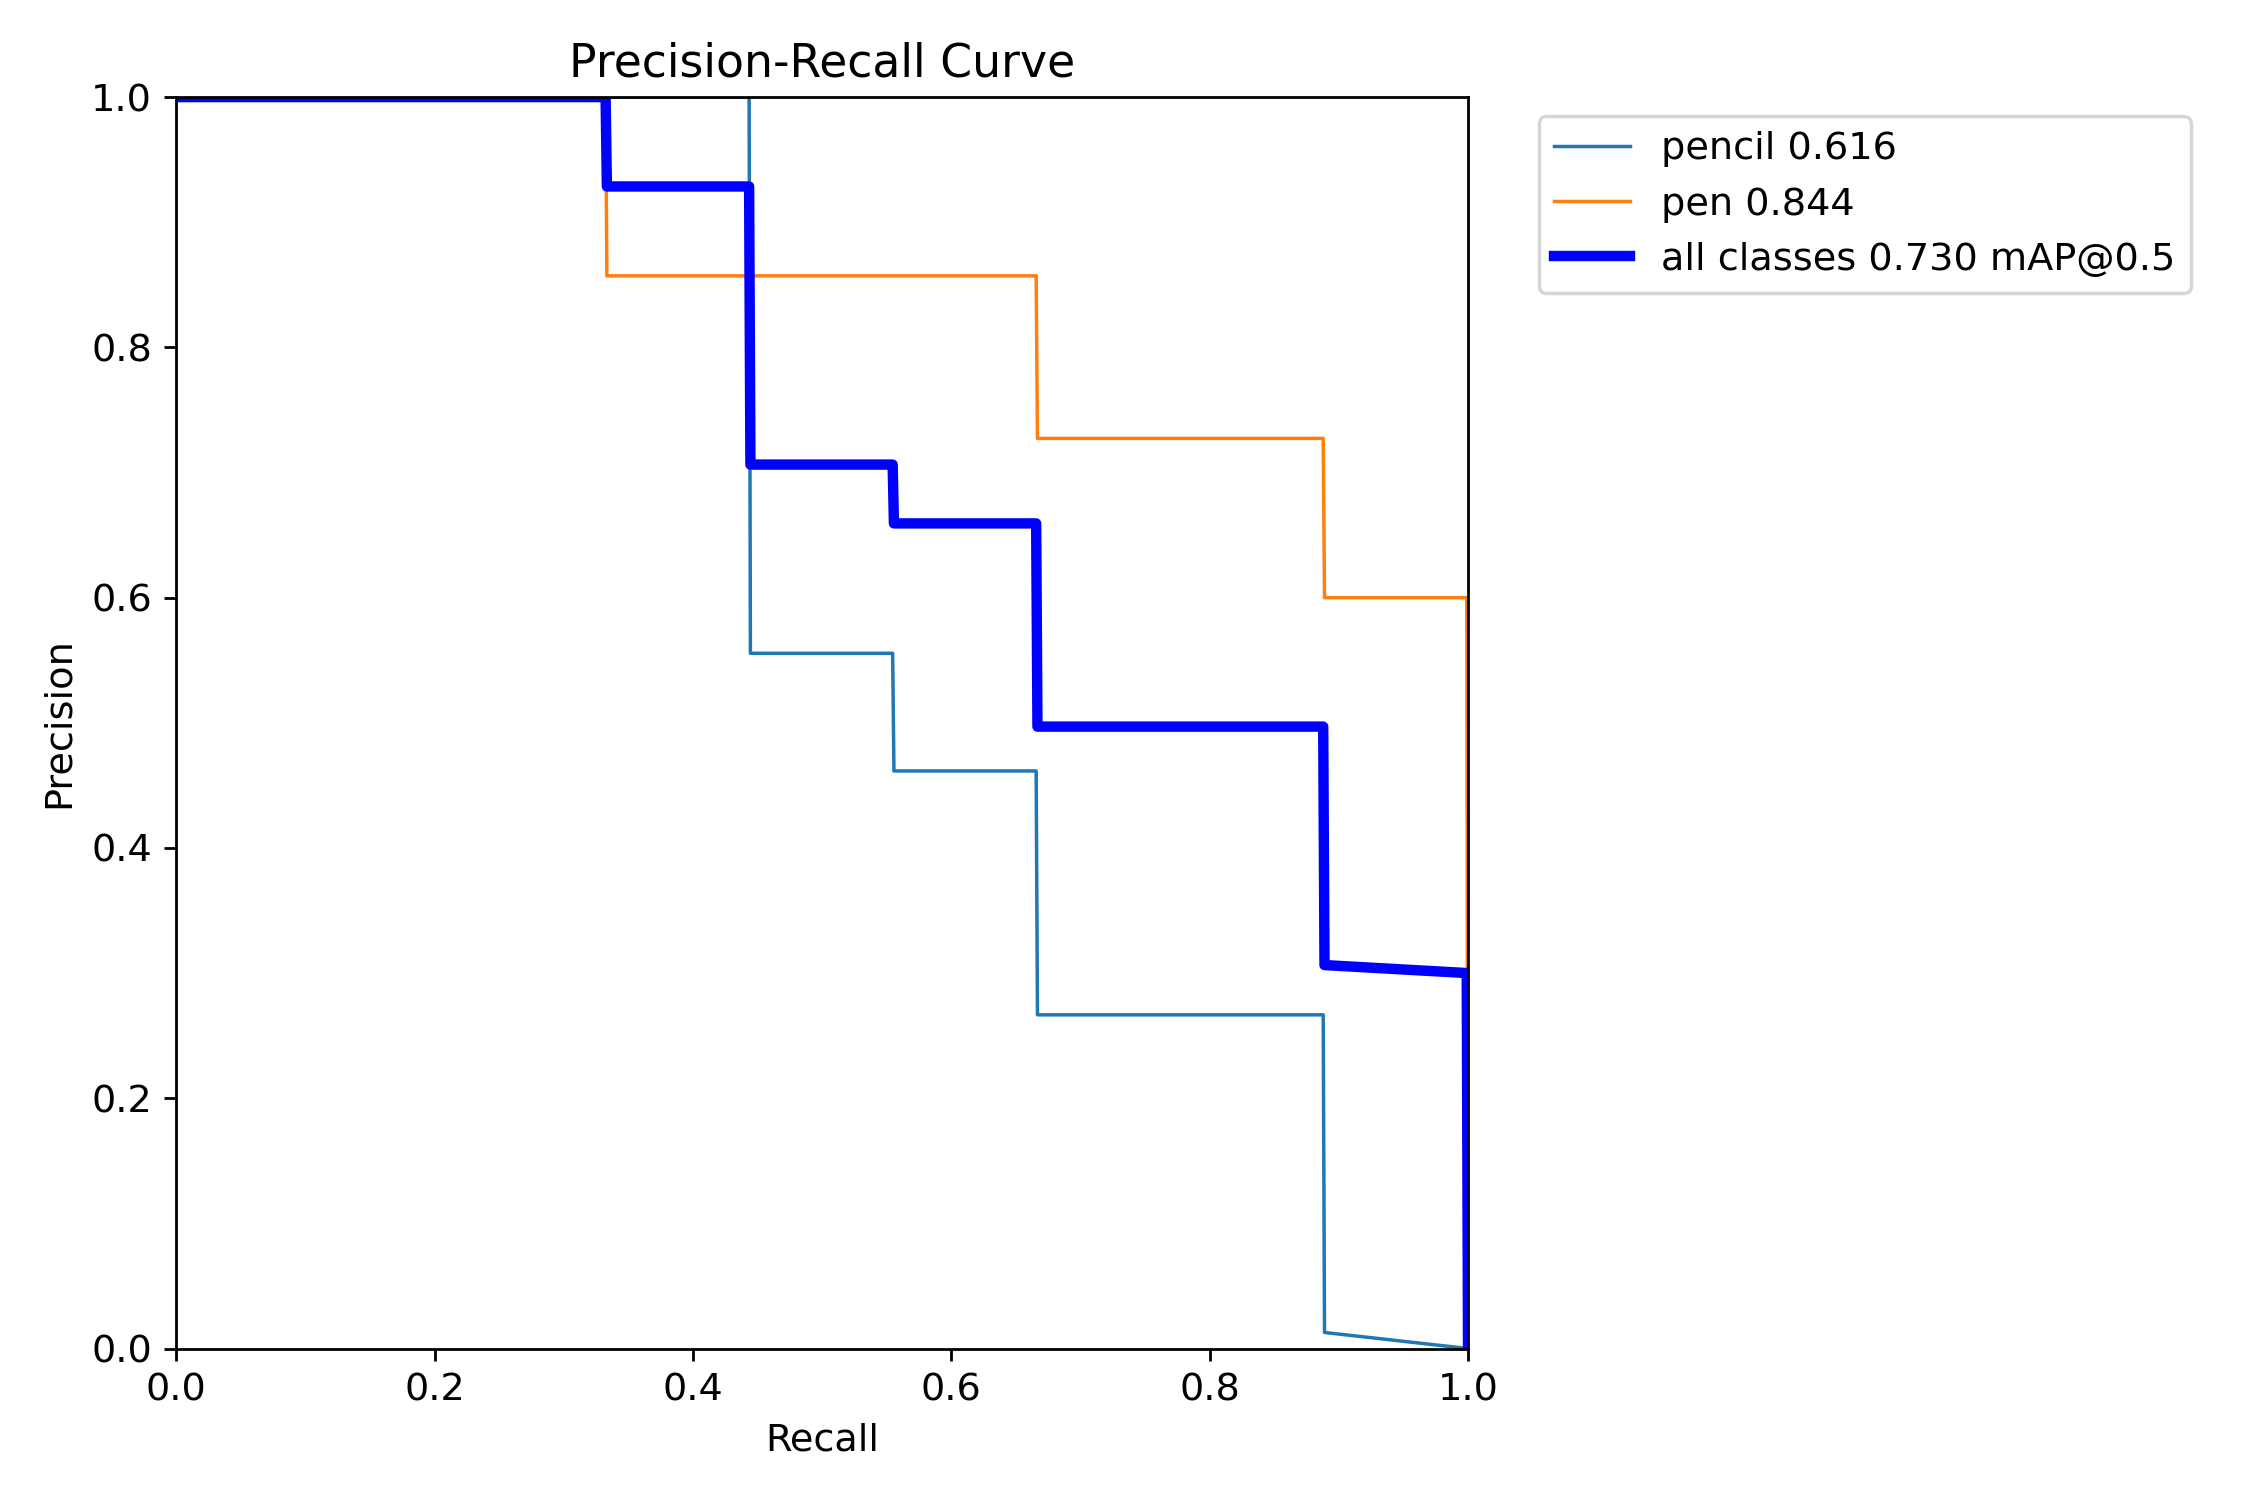 Precision-Recall Curve
1.0
0.8
0.6
0.4
0.2
0.0
Precision
0.0 0.2 0.4 0.6 0.8 1.0
Recall
pencil 0.616
pen 0.844
all classes 0.730 mAP@0.5